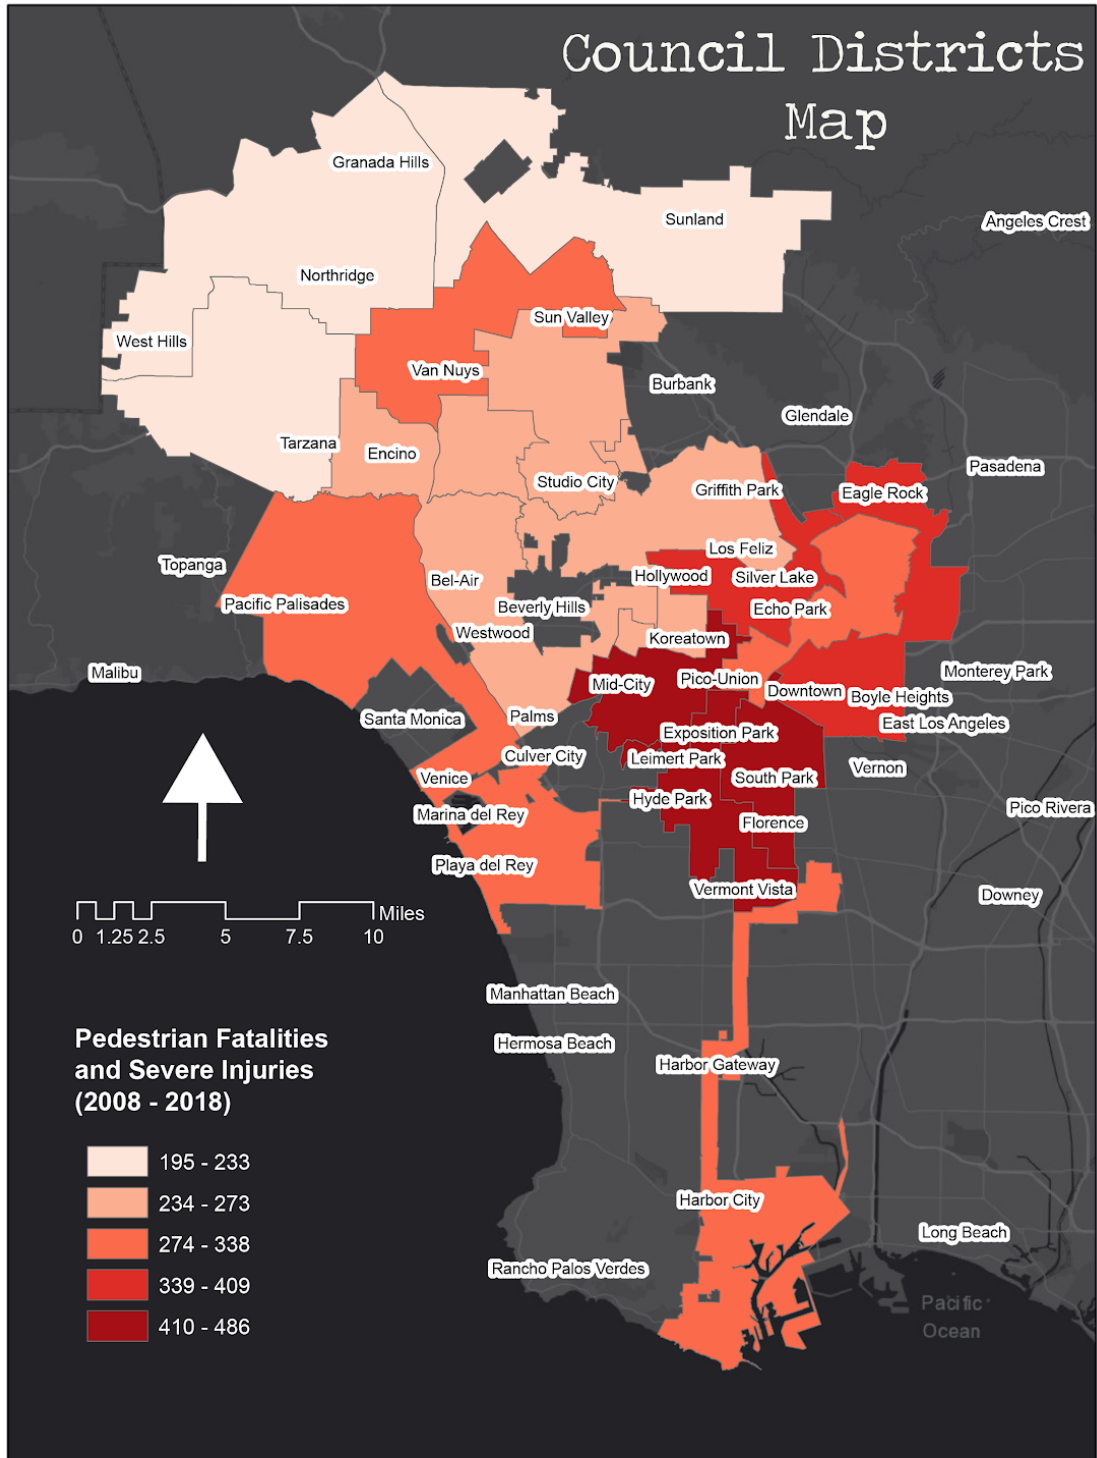 Council Districts
Map
Granada Hills
Sunland
Angeles Crest
Northridge
Sun Valley
West Hills
Van Nuys
Burbank
Glendale
Tarzana
Encino
Pasadena
Studio City
Griffith Park
Eagle Rock
Los Feliz
Topanga
Bel-Air
Hollywood
Silver Lake
Pacific Palisades
Beverly Hills
Echo Park
Westwood
Koreatown
Malibu
Mid-City
Pico-Union
Monterey Park
Downtown
Boyle Heights
Santa Monica
Palms
East Los Angeles
Exposition Park
Culver City
Leimert Park
Vernon
Venice
South Park
Hyde Park
Pico Rivera
Marina del Rey
Florence
Playa del Rey
Vermont Vista
Downey
Miles
0 1.25 2.5 5 7.5 10
Manhattan Beach
Hermosa Beach
Harbor Gateway
Pedestrian Fatalities
and Severe Injuries
(2008 - 2018)
195 - 233
234 - 273
274 - 338
339 - 409
410 - 486
Harbor City
Long Beach
Rancho Palos Verdes
Pacific
Ocean